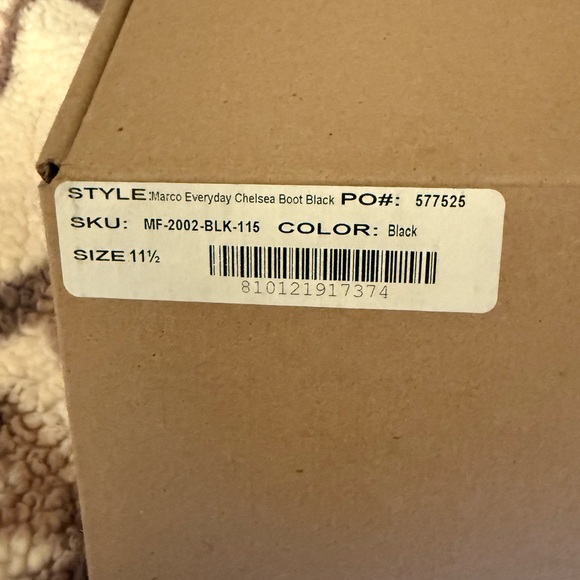 STYLE:Marco Everyday Chelsea Boot Black PO#: 577525
SKU: MF-2002-BLK-115 COLOR: Black
SIZE 11½
810121917374